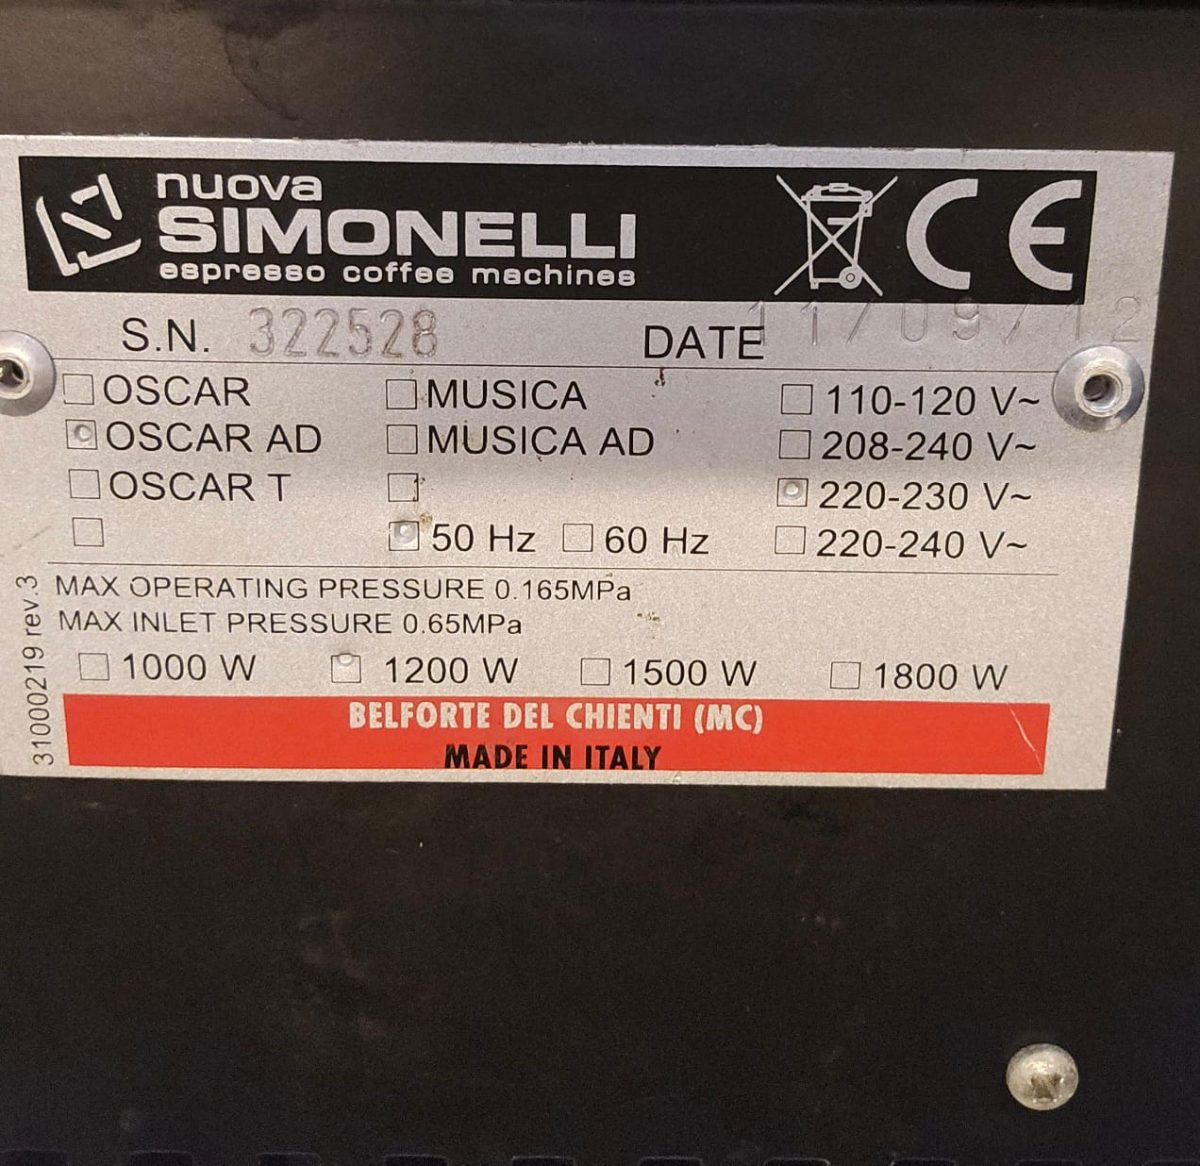 nuova
SIMONELLI
espresso coffee machines
CE
S.N. 322528 DATE 11/09/12
OSCAR MUSICA 110-120 V~
OSCAR AD MUSICA AD 208-240 V~
OSCAR T 220-230 V~
50 Hz 60 Hz 220-240 V~
MAX OPERATING PRESSURE 0.165MPa
MAX INLET PRESSURE 0.65MPa
1000 W 1200 W 1500 W 1800 W
310000219 rev.3
BELFORTE DEL CHIENTI (MC)
MADE IN ITALY